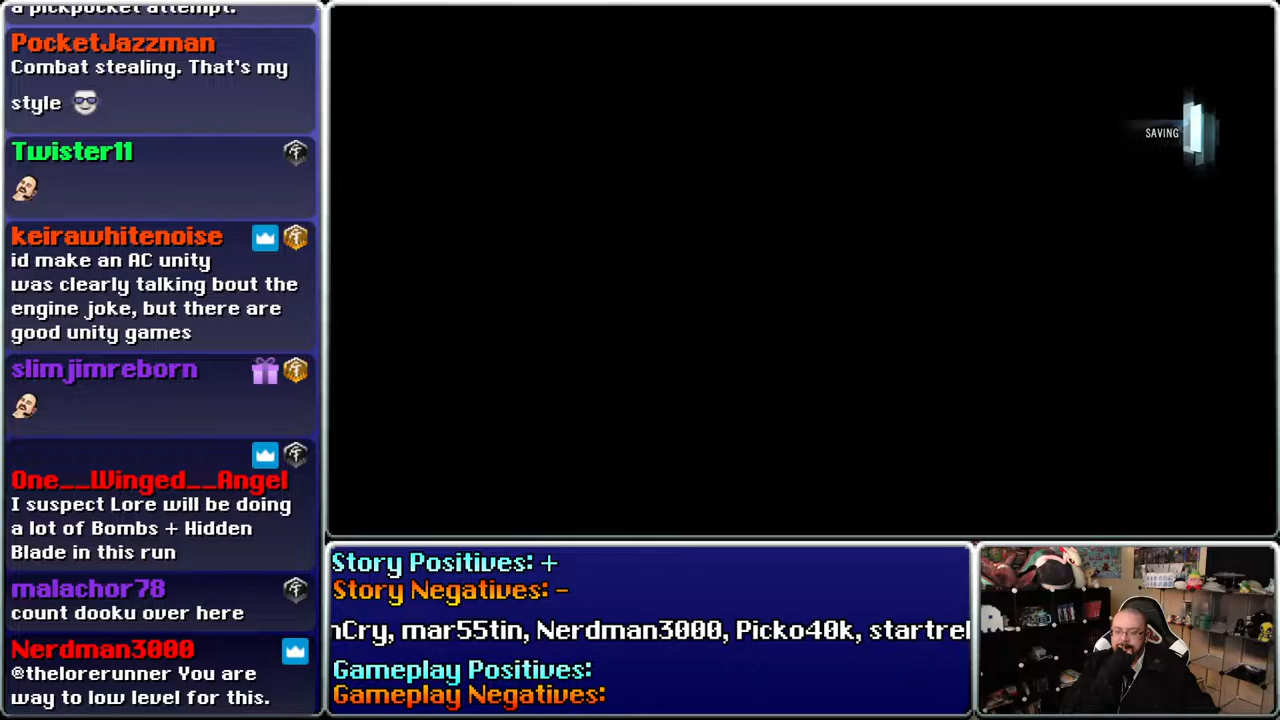 a pickpocket attempt.
PocketJazzman
Combat stealing. That's my
style
Twister11
keirawhitenoise
id make an AC unity
was clearly talking bout the
engine joke, but there are
good unity games
slimjimreborn
One__Winged__Angel
I suspect Lore will be doing
a lot of Bombs + Hidden
Blade in this run
malachor78
count dooku over here
Nerdman3000
@thelorerunner You are
way to low level for this.
SAVING
Story Positives: +
Story Negatives: -
nCry, mar55tin, Nerdman3000, Picko40k, startrel
Gameplay Positives:
Gameplay Negatives: